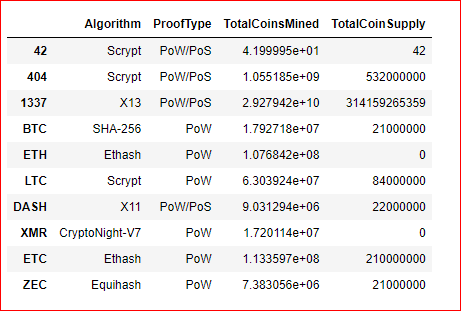 Algorithm ProofType TotalCoinsMined TotalCoinSupply
42 Scrypt PoW/PoS 4.199995e+01 42
404 Scrypt PoW/PoS 1.055185e+09 532000000
1337 X13 PoW/PoS 2.927942e+10 314159265359
BTC SHA-256 PoW 1.792718e+07 21000000
ETH Ethash PoW 1.076842e+08 0
LTC Scrypt PoW 6.303924e+07 84000000
DASH X11 PoW/PoS 9.031294e+06 22000000
XMR CryptoNight-V7 PoW 1.720114e+07 0
ETC Ethash PoW 1.133597e+08 210000000
ZEC Equihash PoW 7.383056e+06 21000000